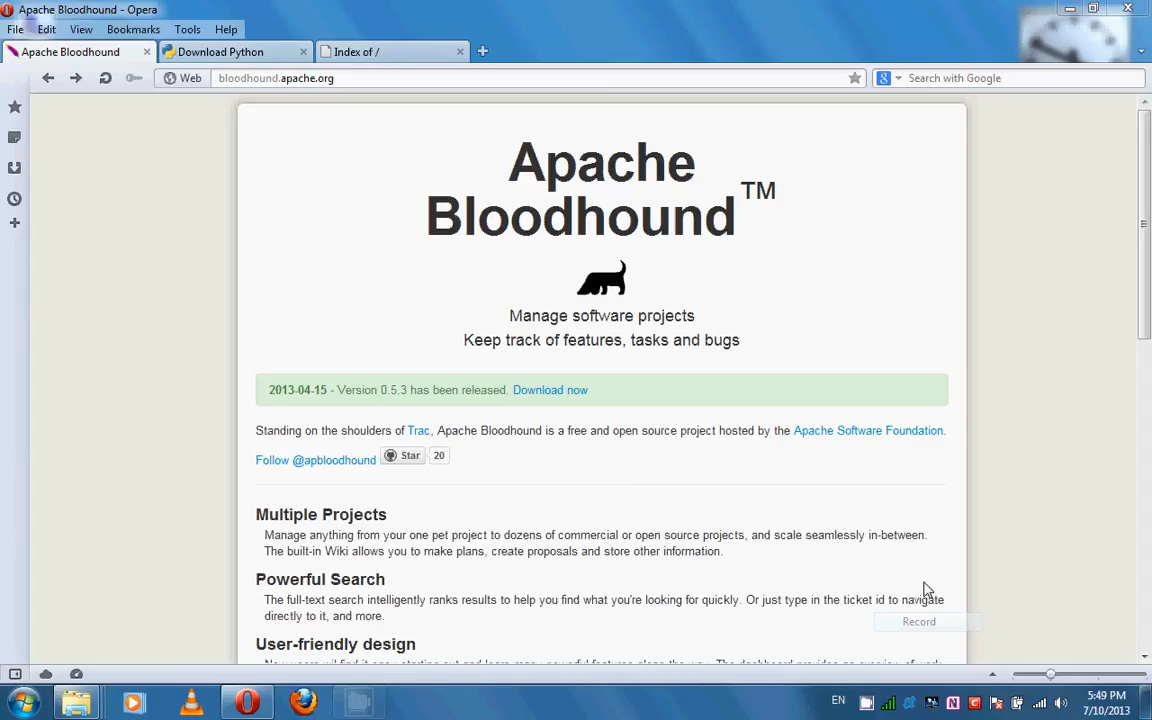 Apache Bloodhound - Opera
File Edit View Bookmarks Tools Help
Apache Bloodhound Download Python Index of /
Web bloodhound.apache.org Search with Google
Apache
Bloodhound™
Manage software projects
Keep track of features, tasks and bugs
2013-04-15 - Version 0.5.3 has been released. Download now
Standing on the shoulders of Trac, Apache Bloodhound is a free and open source project hosted by the Apache Software Foundation.
Follow @apbloodhound Star 20
Multiple Projects
Manage anything from your one pet project to dozens of commercial or open source projects, and scale seamlessly in-between.
The built-in Wiki allows you to make plans, create proposals and store other information.
Powerful Search
The full-text search intelligently ranks results to help you find what you're looking for quickly. Or just type in the ticket id to navigate
directly to it, and more.
Record
User-friendly design
EN 5:49 PM
7/10/2013